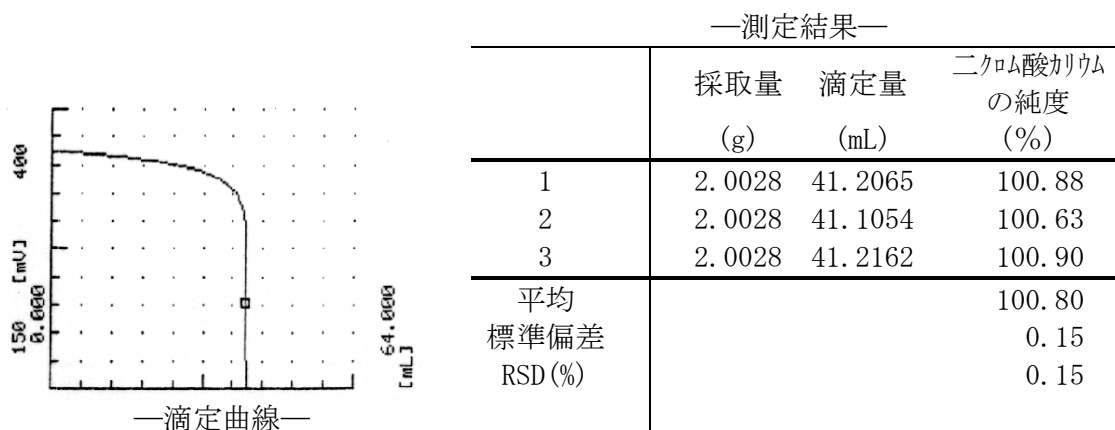 400
150 [mV]
0.000
64.000
[mL]
―滴定曲線―
―測定結果―
採取量 滴定量 二ｸﾛﾑ酸ｶﾘｳﾑの純度
(g) (mL) (%)
1 2.0028 41.2065 100.88
2 2.0028 41.1054 100.63
3 2.0028 41.2162 100.90
平均 100.80
標準偏差 0.15
RSD(%) 0.15